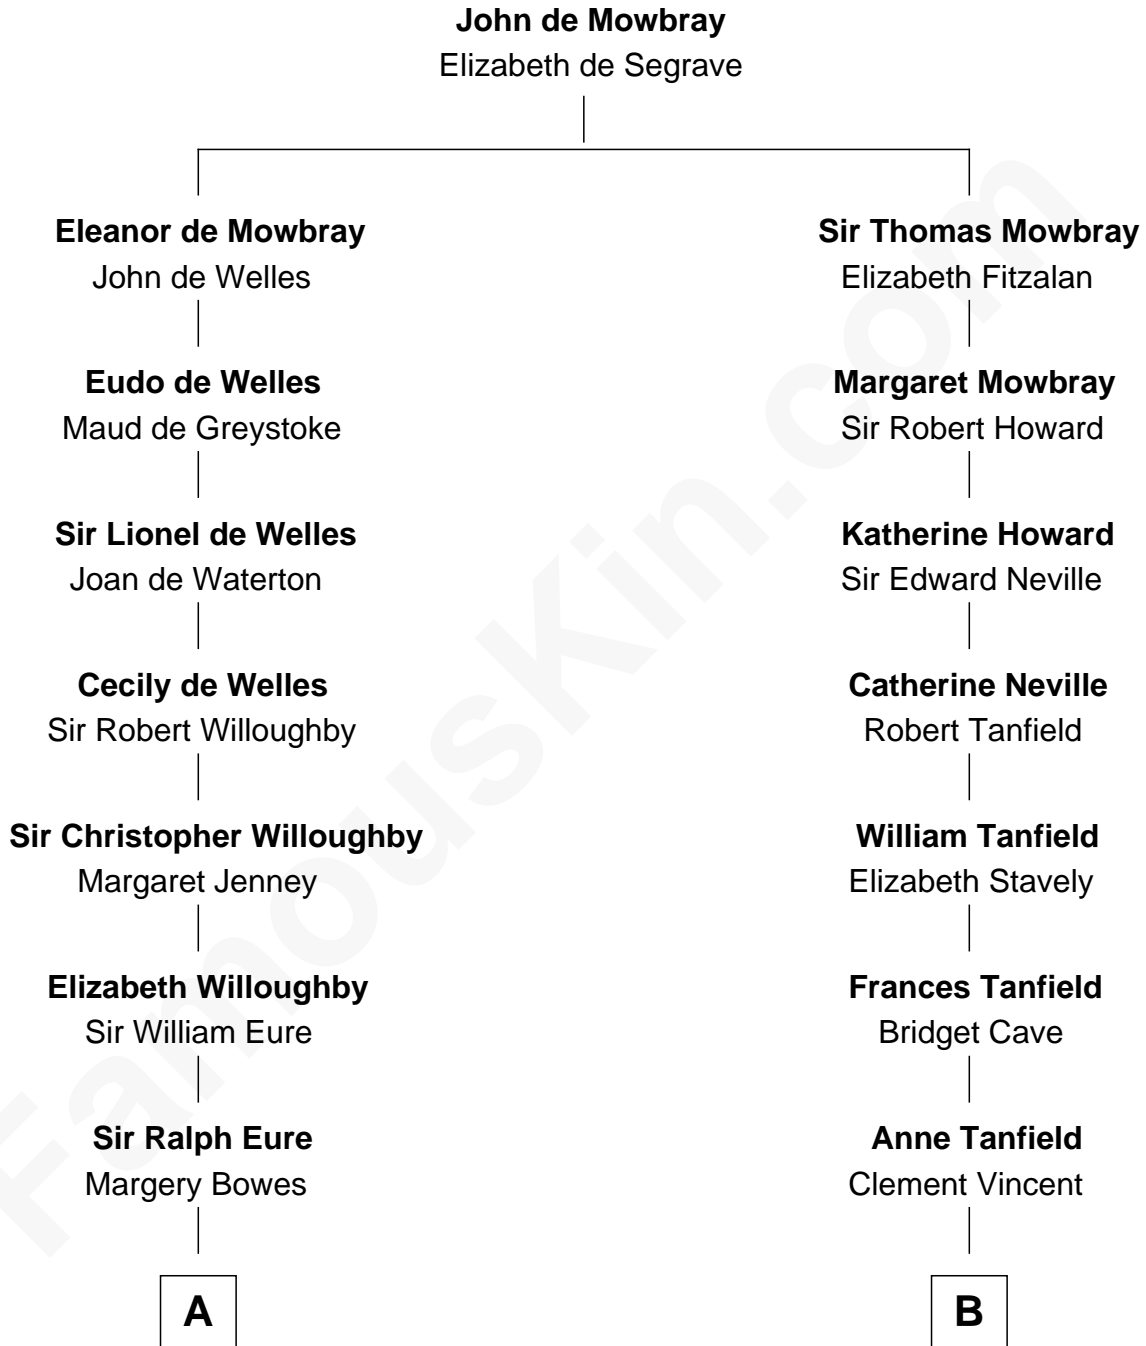 John de Mowbray
Elizabeth de Segrave
Eleanor de Mowbray
John de Welles
Sir Thomas Mowbray
Elizabeth Fitzalan
Eudo de Welles
Maud de Greystoke
Margaret Mowbray
Sir Robert Howard
Sir Lionel de Welles
Joan de Waterton
Katherine Howard
Sir Edward Neville
Cecily de Welles
Sir Robert Willoughby
Catherine Neville
Robert Tanfield
Sir Christopher Willoughby
Margaret Jenney
William Tanfield
Elizabeth Stavely
Elizabeth Willoughby
Sir William Eure
Frances Tanfield
Bridget Cave
Sir Ralph Eure
Margery Bowes
Anne Tanfield
Clement Vincent
A
B
FamousKin.com